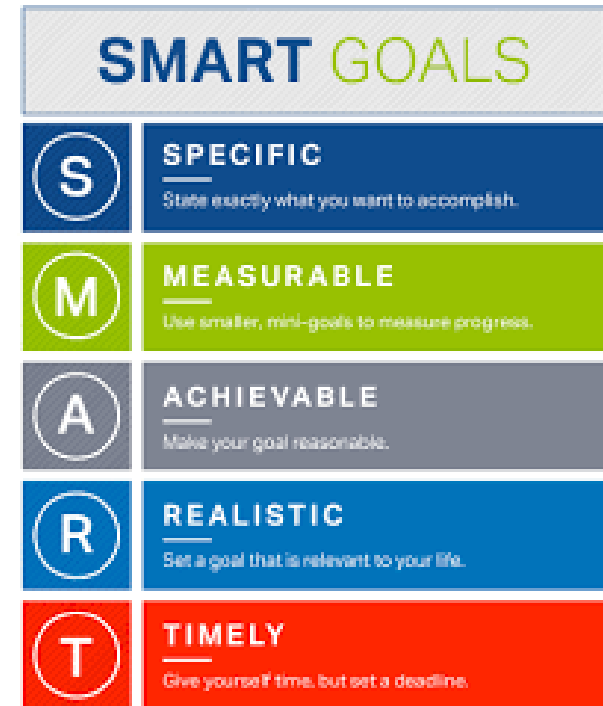 SMART GOALS
S
SPECIFIC
State exactly what you want to accomplish.
M
MEASURABLE
Use smaller, mini-goals to measure progress.
A
ACHIEVABLE
Make your goal reasonable.
R
REALISTIC
Set a goal that is relevant to your life.
T
TIMELY
Give yourself time, but set a deadline.